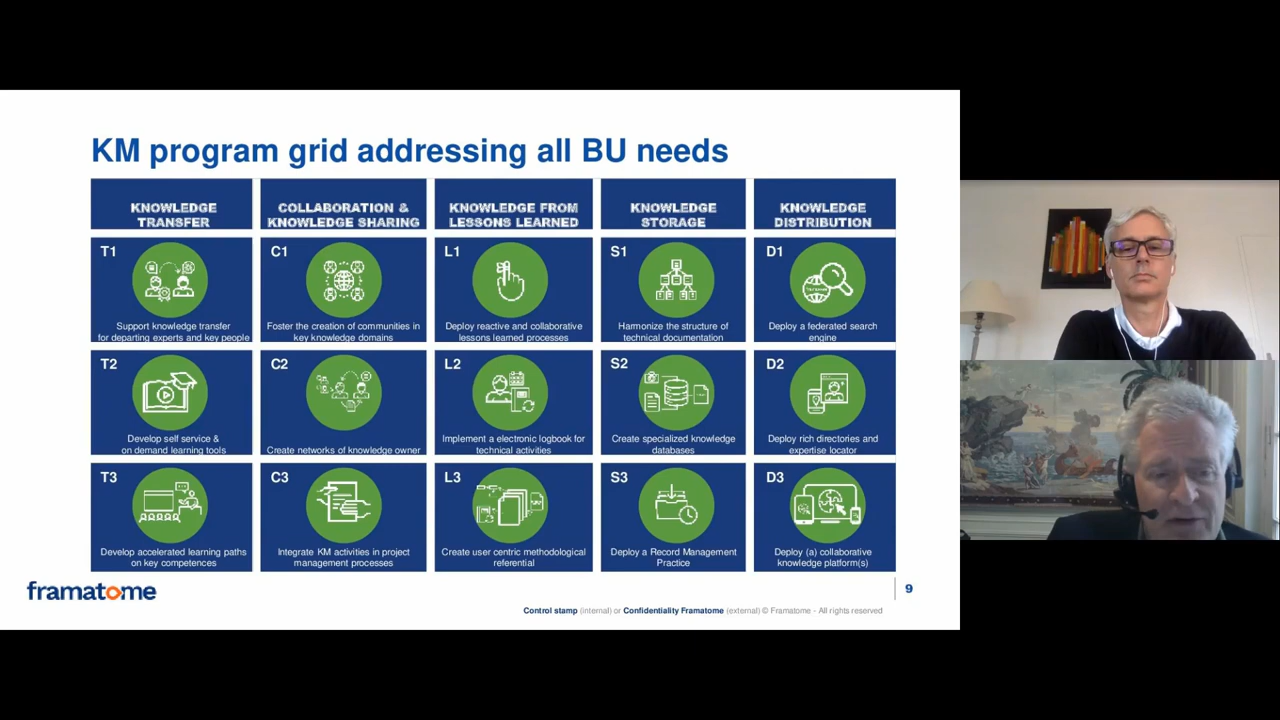 KM program grid addressing all BU needs
KNOWLEDGE
TRANSFER
COLLABORATION &
KNOWLEDGE SHARING
KNOWLEDGE FROM
LESSONS LEARNED
KNOWLEDGE
STORAGE
KNOWLEDGE
DISTRIBUTION
T1
Support knowledge transfer
for departing experts and key people
C1
Foster the creation of communities in
key knowledge domains
L1
Deploy reactive and collaborative
lessons learned processes
S1
Harmonize the structure of
technical documentation
D1
Deploy a federated search
engine
T2
Develop self service &
on demand learning tools
C2
Create networks of knowledge owner
L2
Implement a electronic logbook for
technical activities
S2
Create specialized knowledge
databases
D2
Deploy rich directories and
expertise locator
T3
Develop accelerated learning paths
on key competences
C3
Integrate KM activities in project
management processes
L3
Create user centric methodological
referential
S3
Deploy a Record Management
Practice
D3
Deploy (a) collaborative
knowledge platform(s)
framatome
9
Control stamp (internal) or Confidentiality Framatome (external) © Framatome - All rights reserved